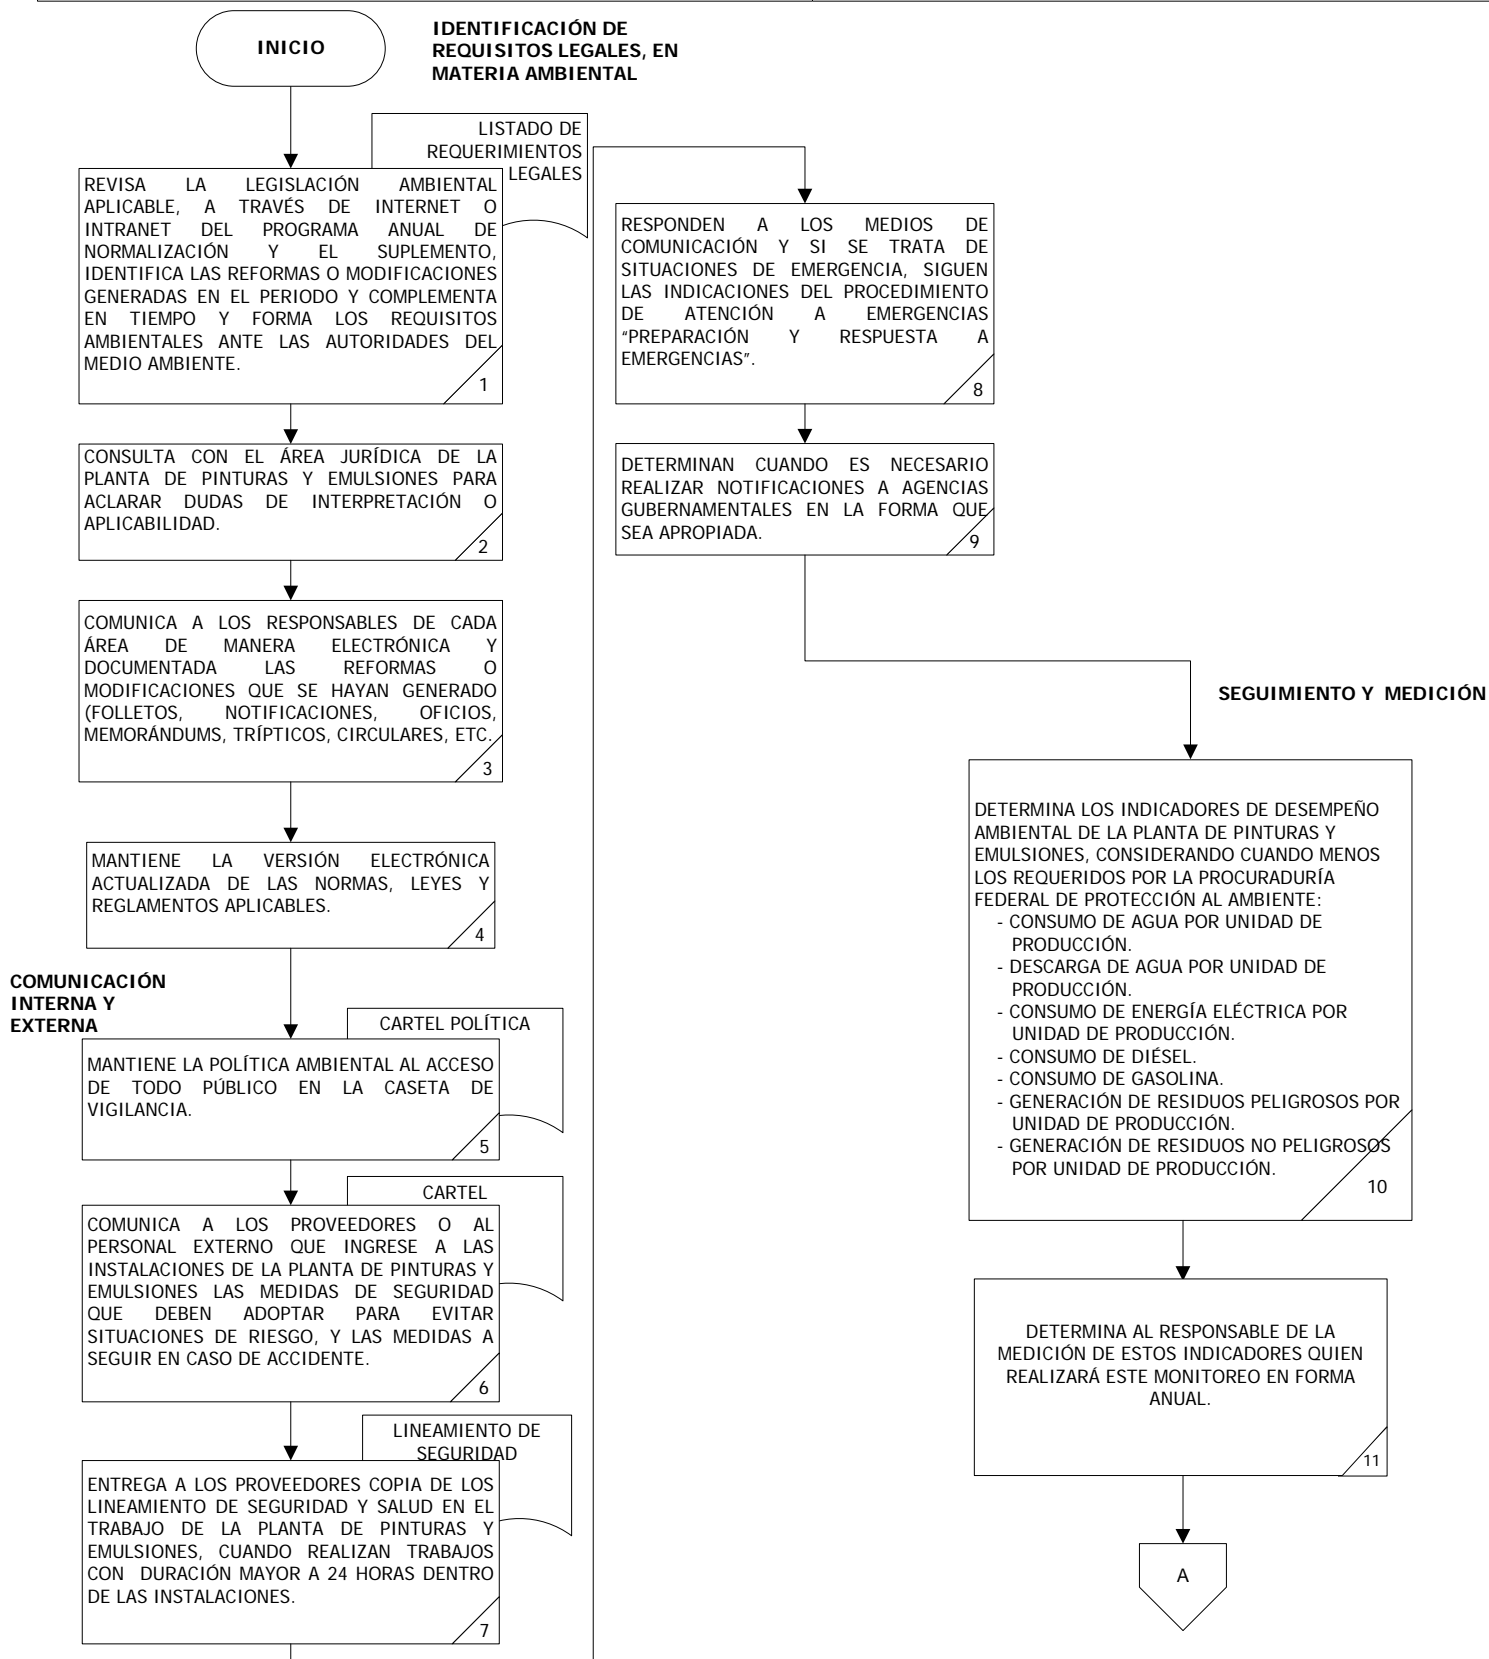 INICIO
IDENTIFICACIÓN DE
REQUISITOS LEGALES, EN
MATERIA AMBIENTAL
LISTADO DE
REQUERIMIENTOS
LEGALES
REVISA LA LEGISLACIÓN AMBIENTAL
APLICABLE, A TRAVÉS DE INTERNET O
INTRANET DEL PROGRAMA ANUAL DE
NORMALIZACIÓN Y EL SUPLEMENTO,
IDENTIFICA LAS REFORMAS O MODIFICACIONES
GENERADAS EN EL PERIODO Y COMPLEMENTA
EN TIEMPO Y FORMA LOS REQUISITOS
AMBIENTALES ANTE LAS AUTORIDADES DEL
MEDIO AMBIENTE.
1
CONSULTA CON EL ÁREA JURÍDICA DE LA
PLANTA DE PINTURAS Y EMULSIONES PARA
ACLARAR DUDAS DE INTERPRETACIÓN O
APLICABILIDAD.
2
COMUNICA A LOS RESPONSABLES DE CADA
ÁREA DE MANERA ELECTRÓNICA Y
DOCUMENTADA LAS REFORMAS O
MODIFICACIONES QUE SE HAYAN GENERADO
(FOLLETOS, NOTIFICACIONES, OFICIOS,
MEMORÁNDUMS, TRÍPTICOS, CIRCULARES, ETC.
3
MANTIENE LA VERSIÓN ELECTRÓNICA
ACTUALIZADA DE LAS NORMAS, LEYES Y
REGLAMENTOS APLICABLES.
4
COMUNICACIÓN
INTERNA Y
EXTERNA
CARTEL POLÍTICA
MANTIENE LA POLÍTICA AMBIENTAL AL ACCESO
DE TODO PÚBLICO EN LA CASETA DE
VIGILANCIA.
5
CARTEL
COMUNICA A LOS PROVEEDORES O AL
PERSONAL EXTERNO QUE INGRESE A LAS
INSTALACIONES DE LA PLANTA DE PINTURAS Y
EMULSIONES LAS MEDIDAS DE SEGURIDAD
QUE DEBEN ADOPTAR PARA EVITAR
SITUACIONES DE RIESGO, Y LAS MEDIDAS A
SEGUIR EN CASO DE ACCIDENTE.
6
LINEAMIENTO DE
SEGURIDAD
ENTREGA A LOS PROVEEDORES COPIA DE LOS
LINEAMIENTO DE SEGURIDAD Y SALUD EN EL
TRABAJO DE LA PLANTA DE PINTURAS Y
EMULSIONES, CUANDO REALIZAN TRABAJOS
CON DURACIÓN MAYOR A 24 HORAS DENTRO
DE LAS INSTALACIONES.
7
RESPONDEN A LOS MEDIOS DE
COMUNICACIÓN Y SI SE TRATA DE
SITUACIONES DE EMERGENCIA, SIGUEN
LAS INDICACIONES DEL PROCEDIMIENTO
DE ATENCIÓN A EMERGENCIAS
“PREPARACIÓN Y RESPUESTA A
EMERGENCIAS”.
8
DETERMINAN CUANDO ES NECESARIO
REALIZAR NOTIFICACIONES A AGENCIAS
GUBERNAMENTALES EN LA FORMA QUE
SEA APROPIADA.
9
SEGUIMIENTO Y MEDICIÓN
DETERMINA LOS INDICADORES DE DESEMPEÑO
AMBIENTAL DE LA PLANTA DE PINTURAS Y
EMULSIONES, CONSIDERANDO CUANDO MENOS
LOS REQUERIDOS POR LA PROCURADURÍA
FEDERAL DE PROTECCIÓN AL AMBIENTE:
- CONSUMO DE AGUA POR UNIDAD DE
PRODUCCIÓN.
- DESCARGA DE AGUA POR UNIDAD DE
PRODUCCIÓN.
- CONSUMO DE ENERGÍA ELÉCTRICA POR
UNIDAD DE PRODUCCIÓN.
- CONSUMO DE DIÉSEL.
- CONSUMO DE GASOLINA.
- GENERACIÓN DE RESIDUOS PELIGROSOS POR
UNIDAD DE PRODUCCIÓN.
- GENERACIÓN DE RESIDUOS NO PELIGROSOS
POR UNIDAD DE PRODUCCIÓN.
10
DETERMINA AL RESPONSABLE DE LA
MEDICIÓN DE ESTOS INDICADORES QUIEN
REALIZARÁ ESTE MONITOREO EN FORMA
ANUAL.
11
A